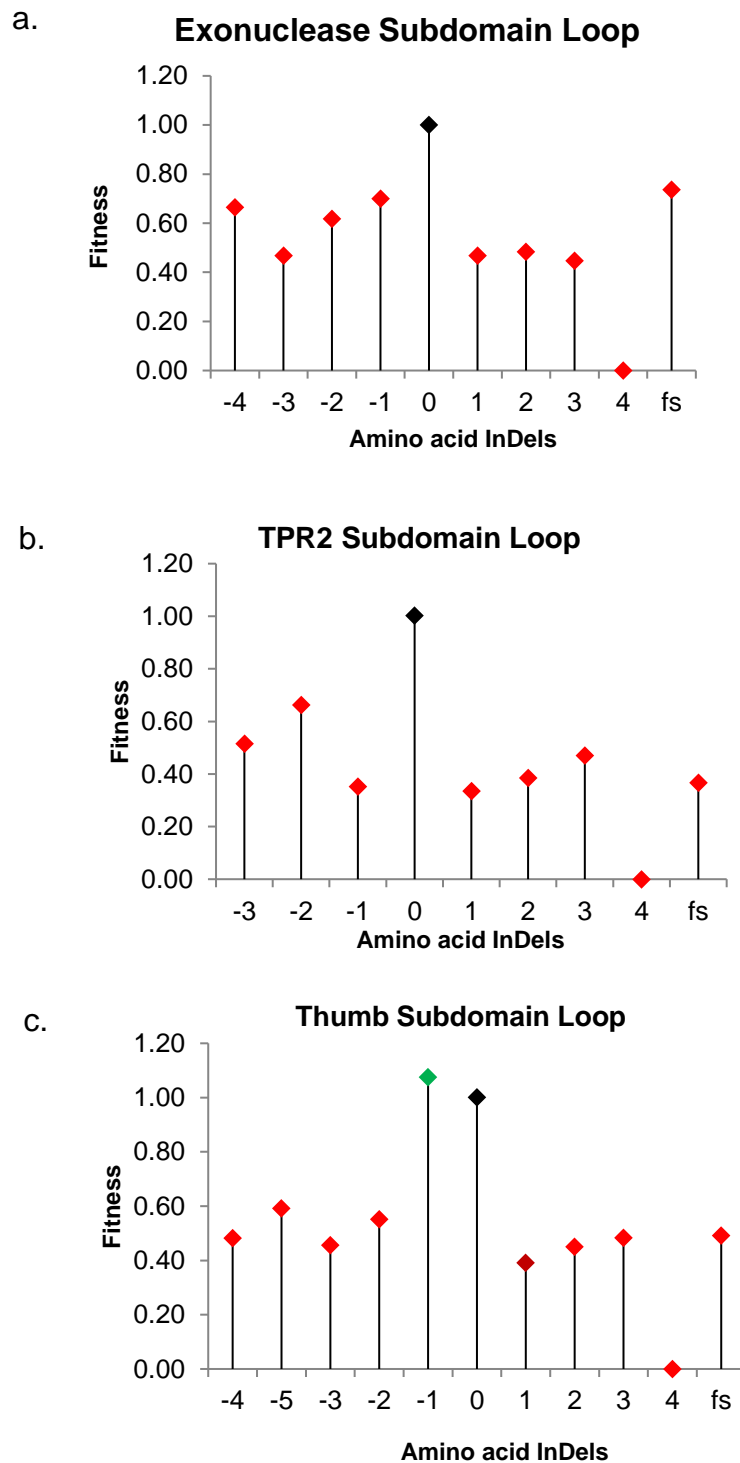 a.
Exonuclease Subdomain Loop
1.20
1.00
0.80
0.60
0.40
0.20
0.00
Fitness
-4 -3 -2 -1 0 1 2 3 4 fs
Amino acid InDels
b.
TPR2 Subdomain Loop
1.20
1.00
0.80
0.60
0.40
0.20
0.00
Fitness
-3 -2 -1 0 1 2 3 4 fs
Amino acid InDels
c.
Thumb Subdomain Loop
1.20
1.00
0.80
0.60
0.40
0.20
0.00
Fitness
-4 -5 -3 -2 -1 0 1 2 3 4 fs
Amino acid InDels